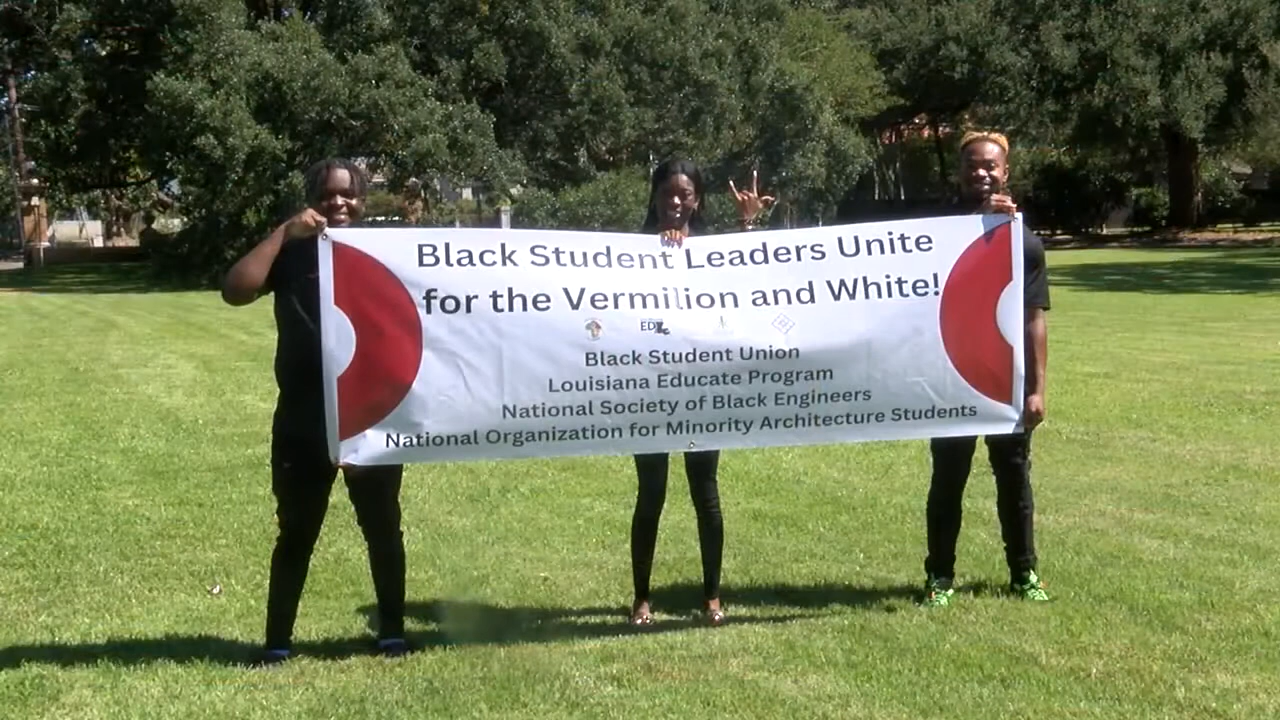 Black Student Leaders Unite
for the Vermilion and White!
ED
Black Student Union
Louisiana Educate Program
National Society of Black Engineers
National Organization for Minority Architecture Students